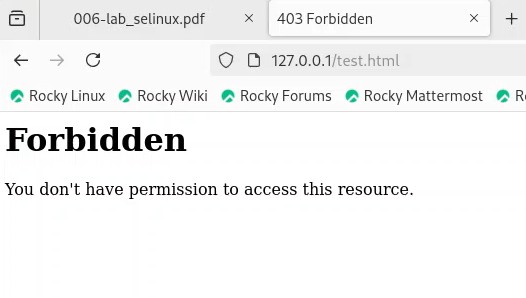 006-lab_selinux.pdf
403 Forbidden
127.0.0.1/test.html
Rocky Linux Rocky Wiki Rocky Forums Rocky Mattermost
Forbidden
You don't have permission to access this resource.